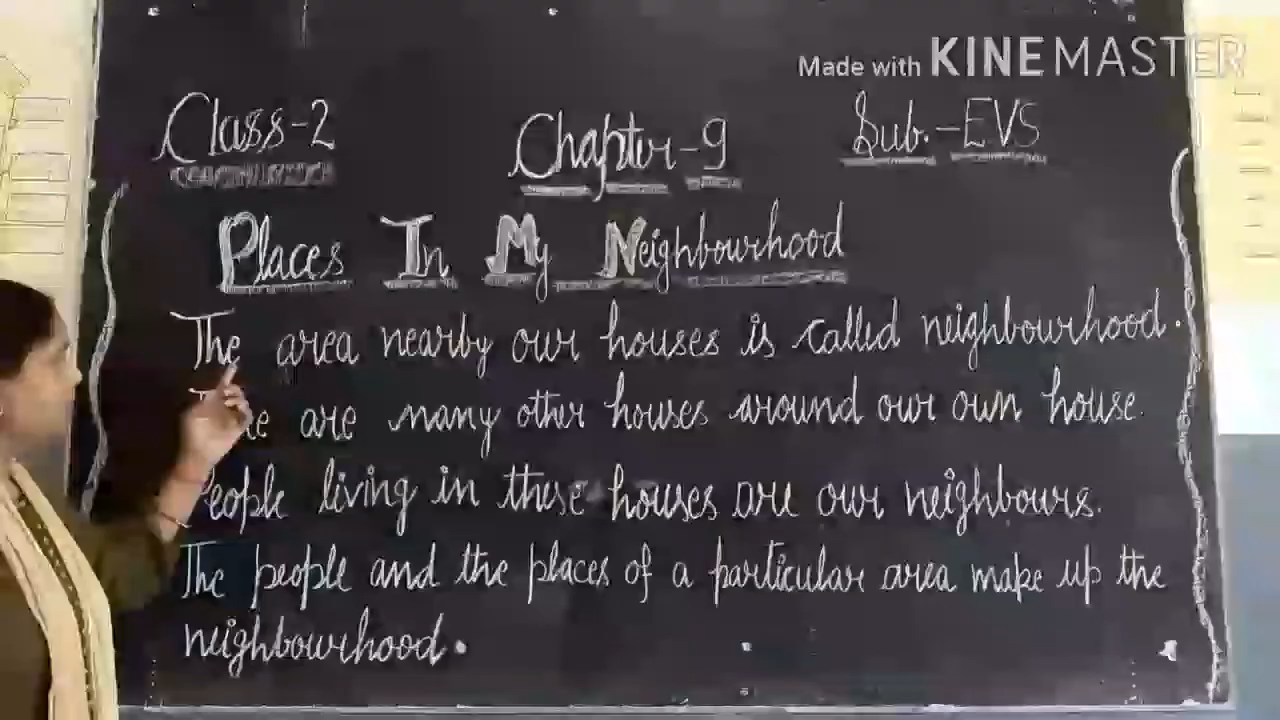 Made with KINEMASTER
Class-2 Chapter-9 Sub.-EVS
Places In My Neighbourhood
The area nearby our houses is called neighbourhood.
are many other houses around our own house.
People living in these houses are our neighbours.
The people and the places of a particular area make up the
neighbourhood.